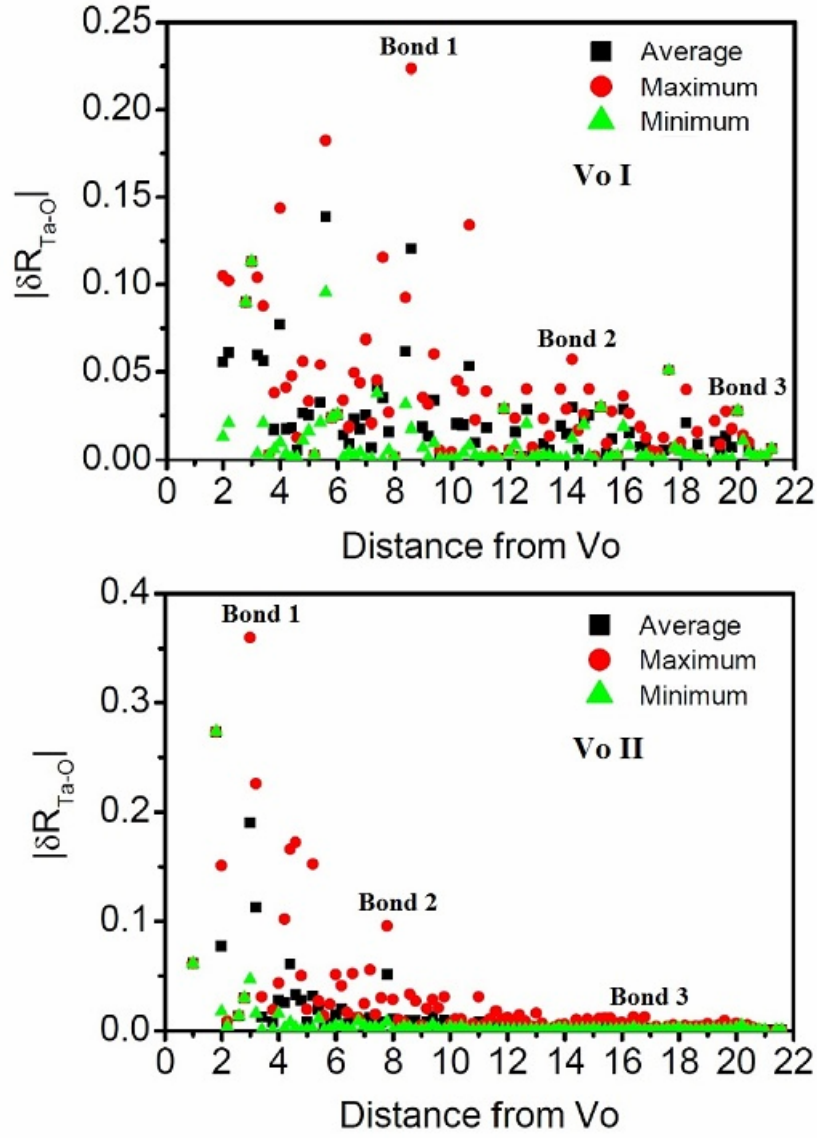 0.25
0.20
0.15
0.10
0.05
0.00
|δR_Ta-O|
Bond 1
Average
Maximum
Minimum
Vo I
Bond 2
Bond 3
0 2 4 6 8 10 12 14 16 18 20 22
Distance from Vo
0.4
0.3
0.2
0.1
0.0
|δR_Ta-O|
Bond 1
Average
Maximum
Minimum
Vo II
Bond 2
Bond 3
0 2 4 6 8 10 12 14 16 18 20 22
Distance from Vo